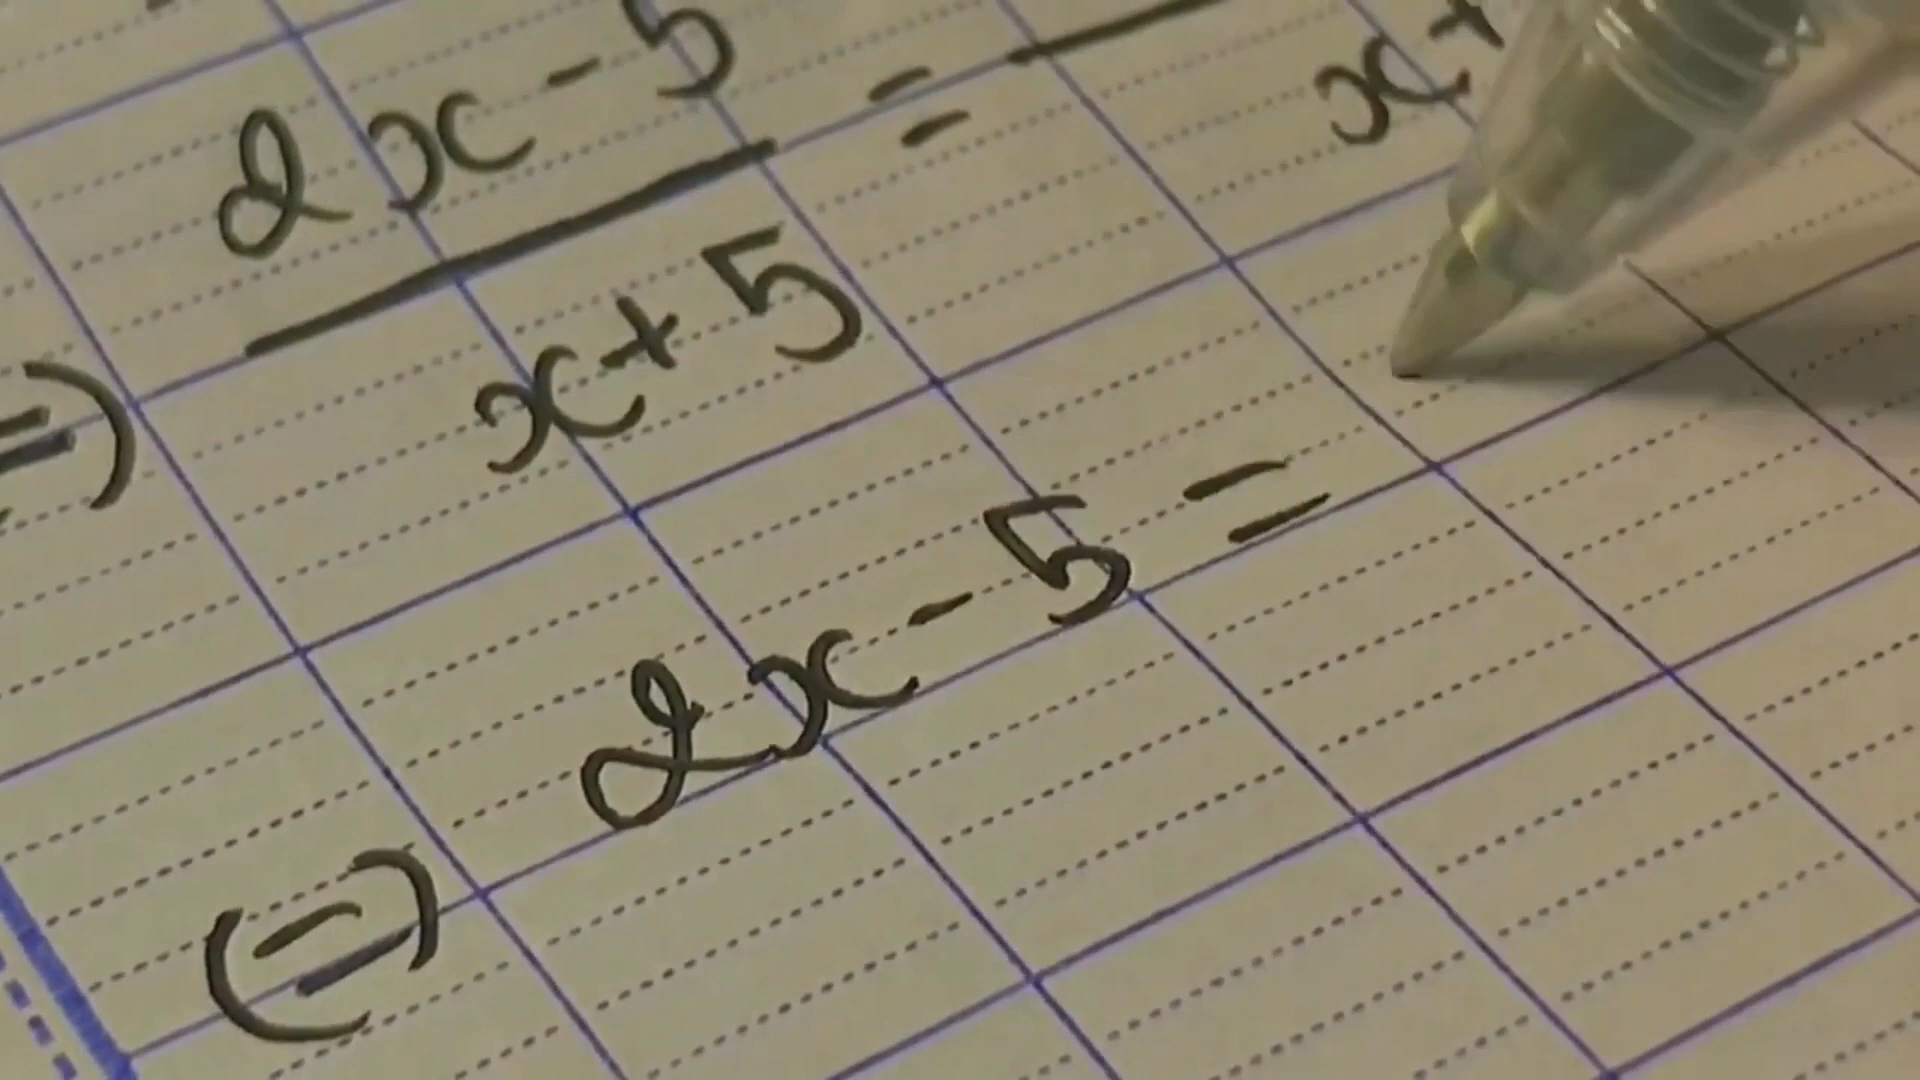 2x - 5 =
=) x + 5 x +
(=) 2x - 5 =